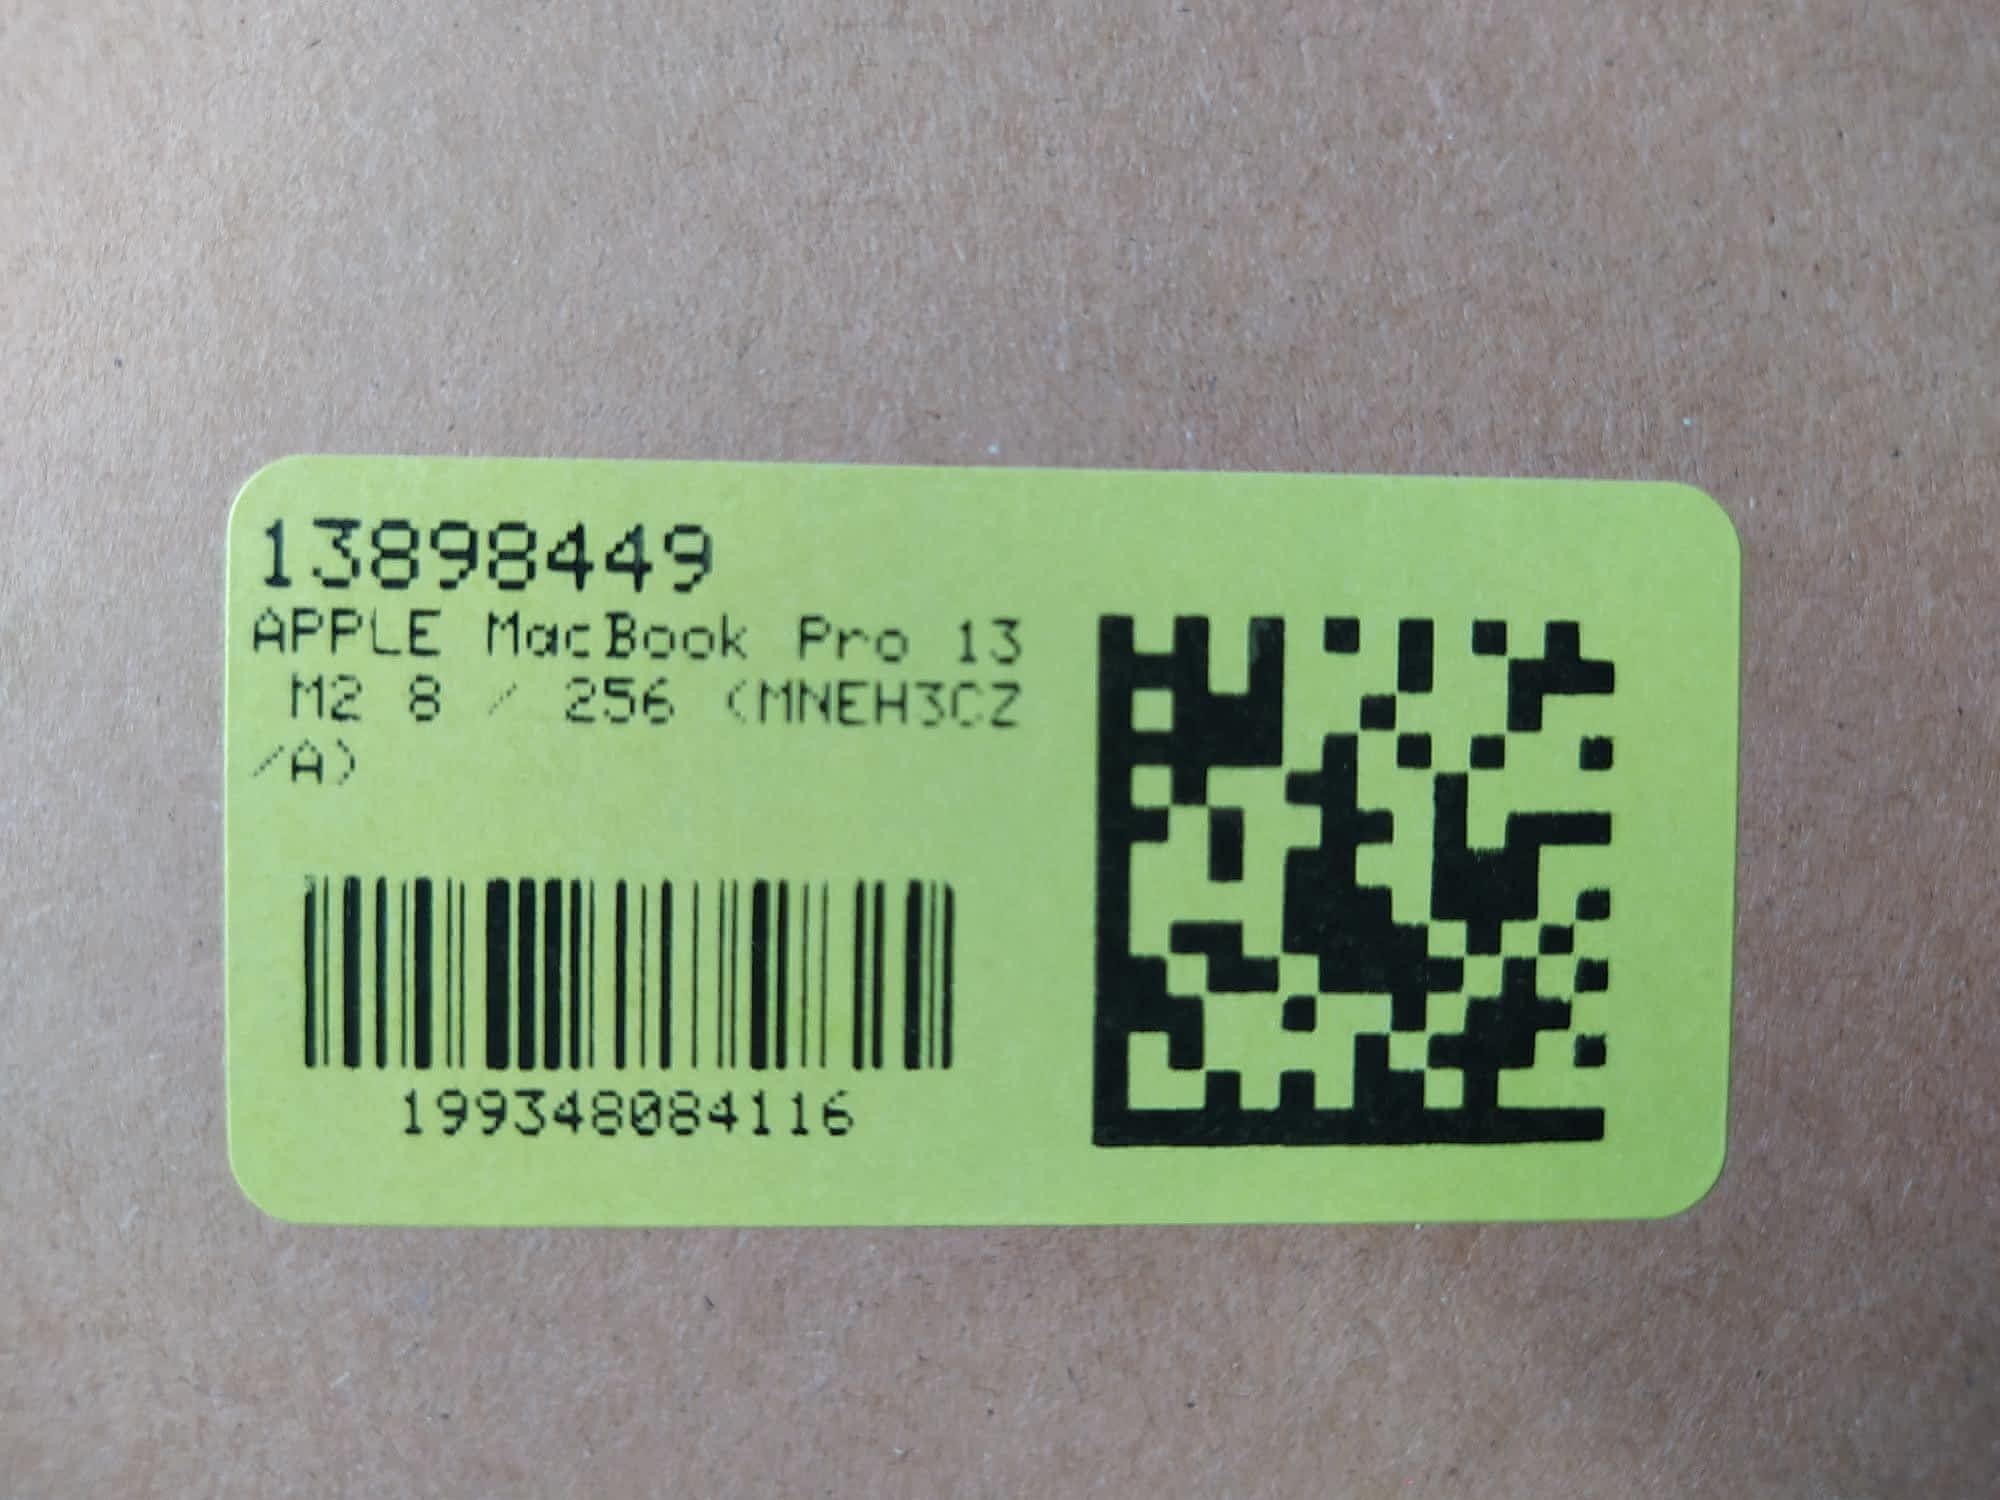 13898449
APPLE MacBook Pro 13
M2 8 / 256 (MNEH3CZ
/A)
199348084116